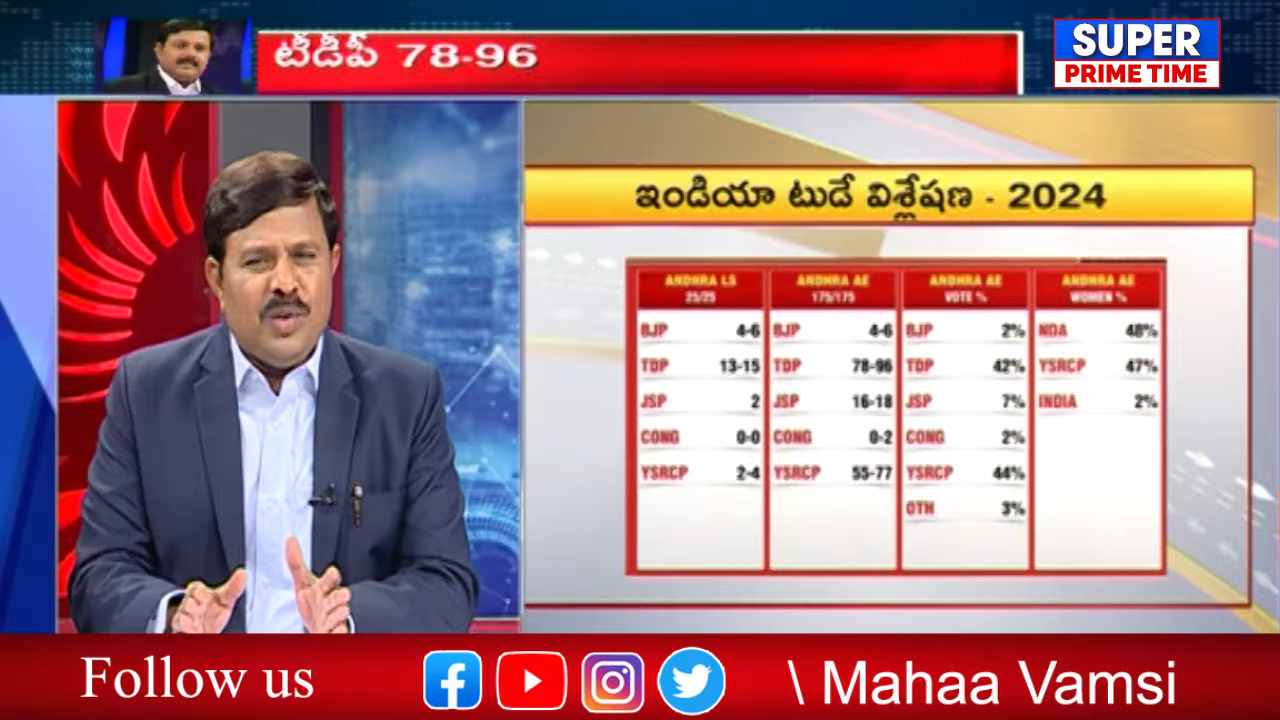 టీడీపీ 78-96
SUPER
PRIME TIME
ఇండియా టుడే విశ్లేషణ - 2024
ANDHRA LS
25/25
BJP 4-6
TDP 13-15
JSP 2
CONG 0-0
YSRCP 2-4
ANDHRA AE
175/175
BJP 4-6
TDP 78-96
JSP 16-18
CONG 0-2
YSRCP 55-77
ANDHRA AE
VOTE %
BJP 2%
TDP 42%
JSP 7%
CONG 2%
YSRCP 44%
OTH 3%
ANDHRA AE
WOMEN %
NDA 48%
YSRCP 47%
INDIA 2%
Follow us
\ Mahaa Vamsi